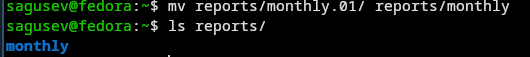 sagusev@fedora:~$ mv reports/monthly.01/ reports/monthly
sagusev@fedora:~$ ls reports/
monthly